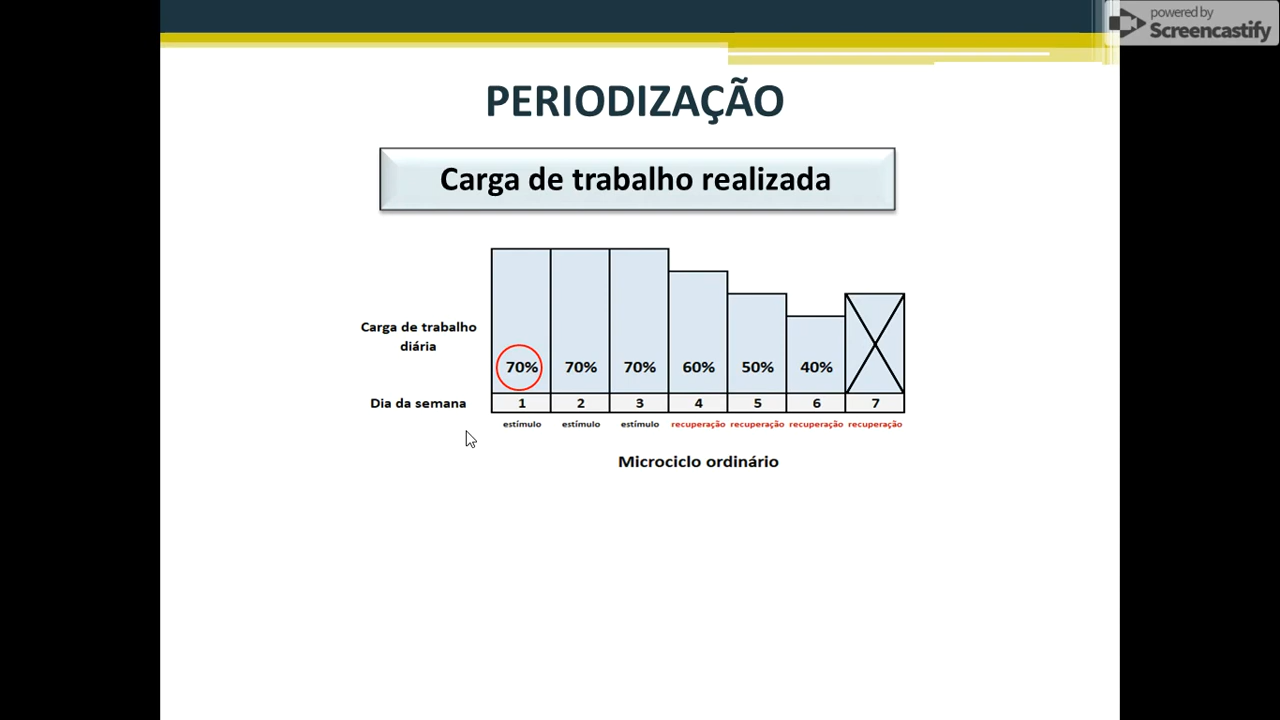 powered by
Screencastify
PERIODIZAÇÃO
Carga de trabalho realizada
Carga de trabalho
diária
70% 70% 70% 60% 50% 40%
Dia da semana 1 2 3 4 5 6 7
estímulo estímulo estímulo recuperação recuperação recuperação recuperação
Microciclo ordinário